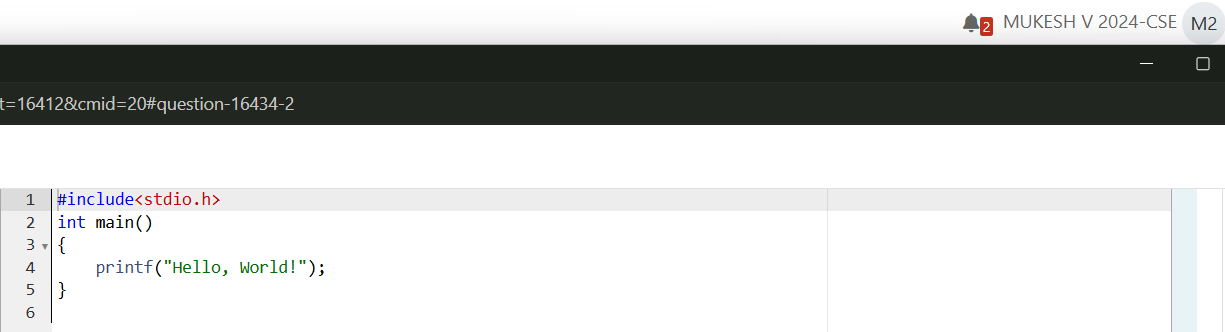 2 MUKESH V 2024-CSE M2
t=16412&cmid=20#question-16434-2
1 #include<stdio.h>
2 int main()
3 {
4     printf("Hello, World!");
5 }
6